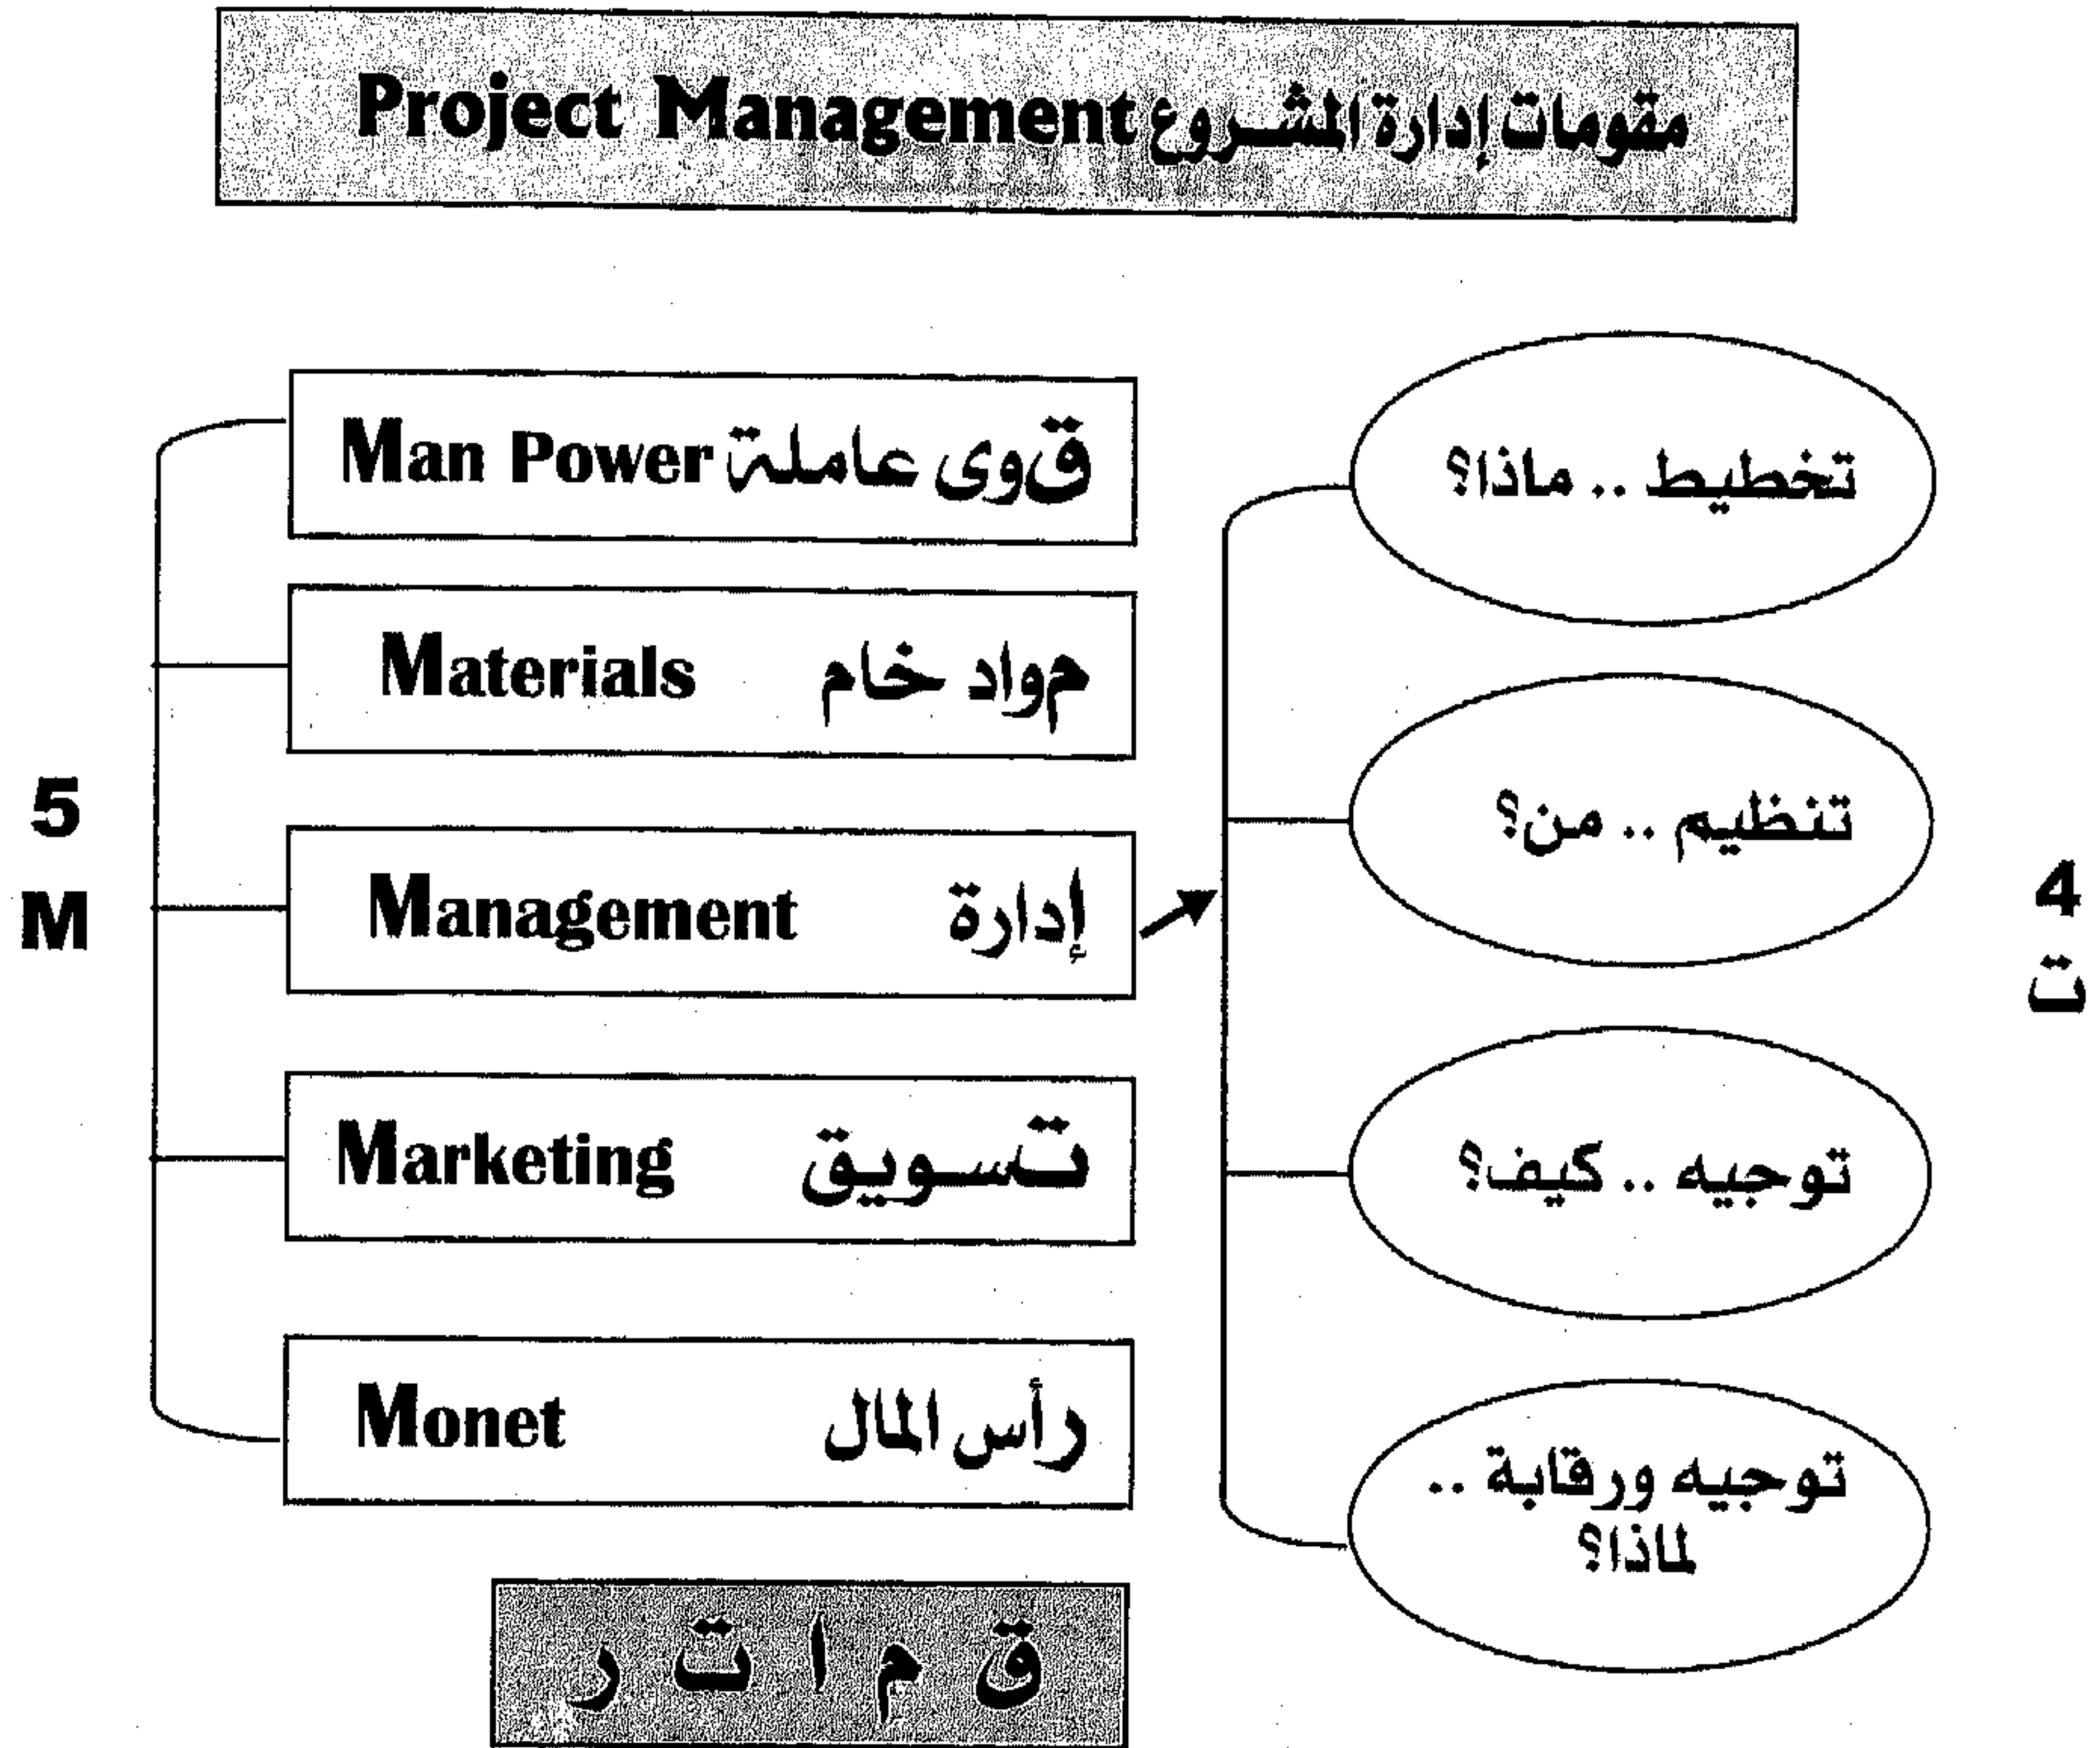 مقومات إدارة المشروع Project Management
5
M
قوى عاملة Man Power
مواد خام Materials
إدارة Management
تسويق Marketing
رأس المال Monet
ق م ا ت ر
تخطيط .. ماذا؟
تنظيم .. من؟
توجيه .. كيف؟
توجيه ورقابة ..
لماذا؟
4
ت